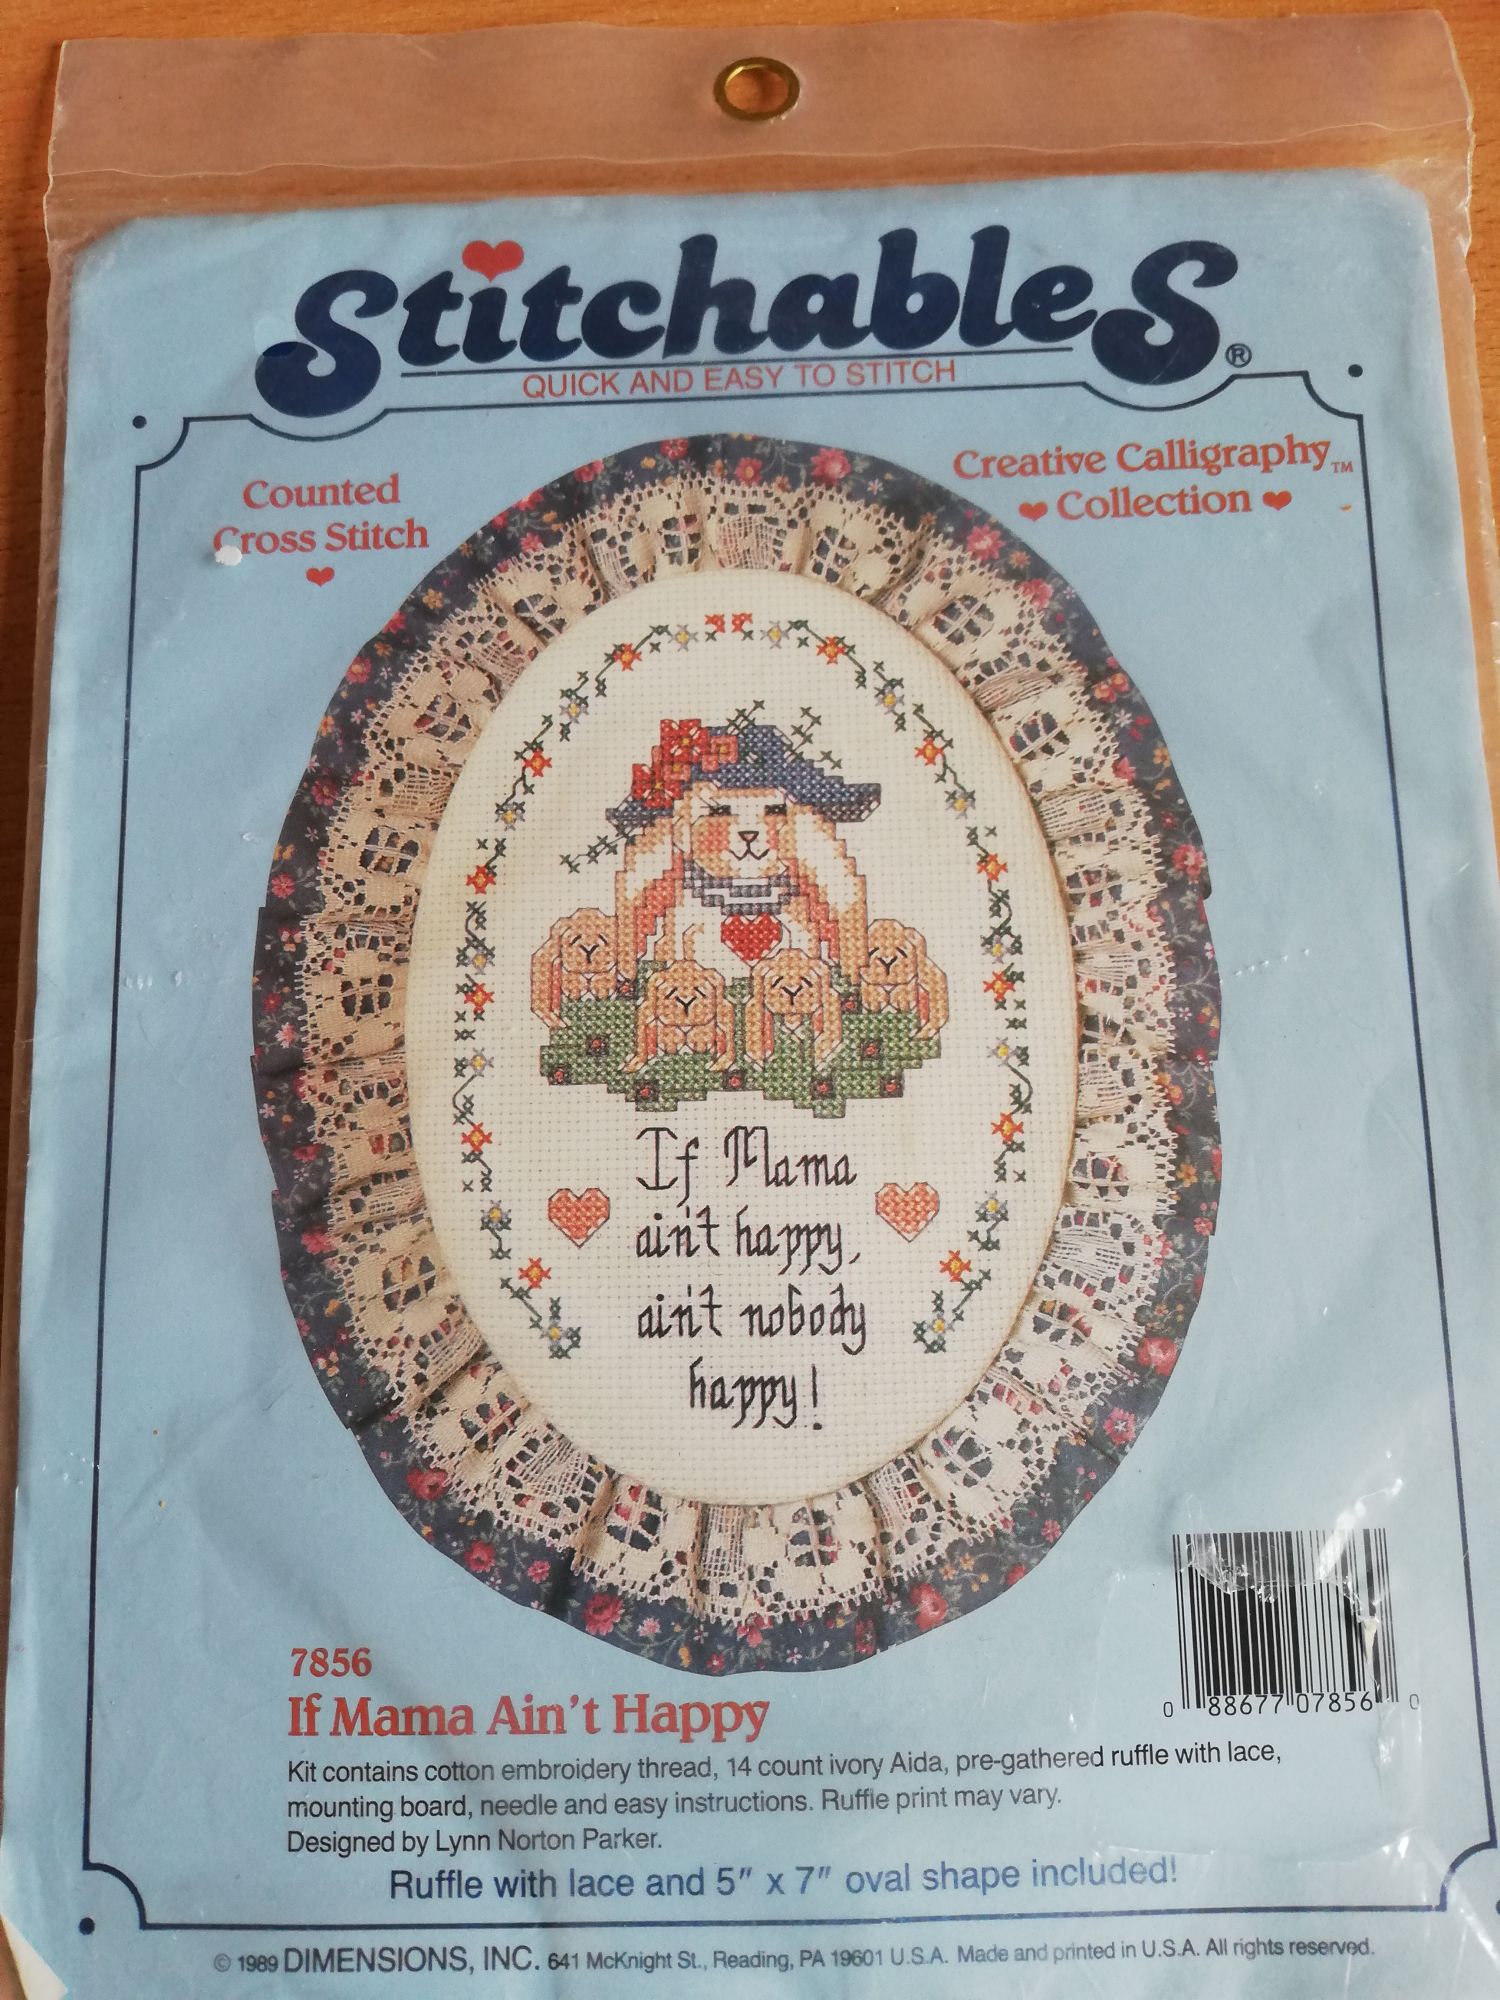 Stitchables®
QUICK AND EASY TO STITCH
Counted
Cross Stitch
Creative Calligraphy™
Collection
If Mama
ain't happy,
ain't nobody
happy!
0 88677 07856 0
7856
If Mama Ain't Happy
Kit contains cotton embroidery thread, 14 count ivory Aida, pre-gathered ruffle with lace,
mounting board, needle and easy instructions. Ruffle print may vary.
Designed by Lynn Norton Parker.
Ruffle with lace and 5" x 7" oval shape included!
© 1989 DIMENSIONS, INC. 641 McKnight St., Reading, PA 19601 U.S.A. Made and printed in U.S.A. All rights reserved.